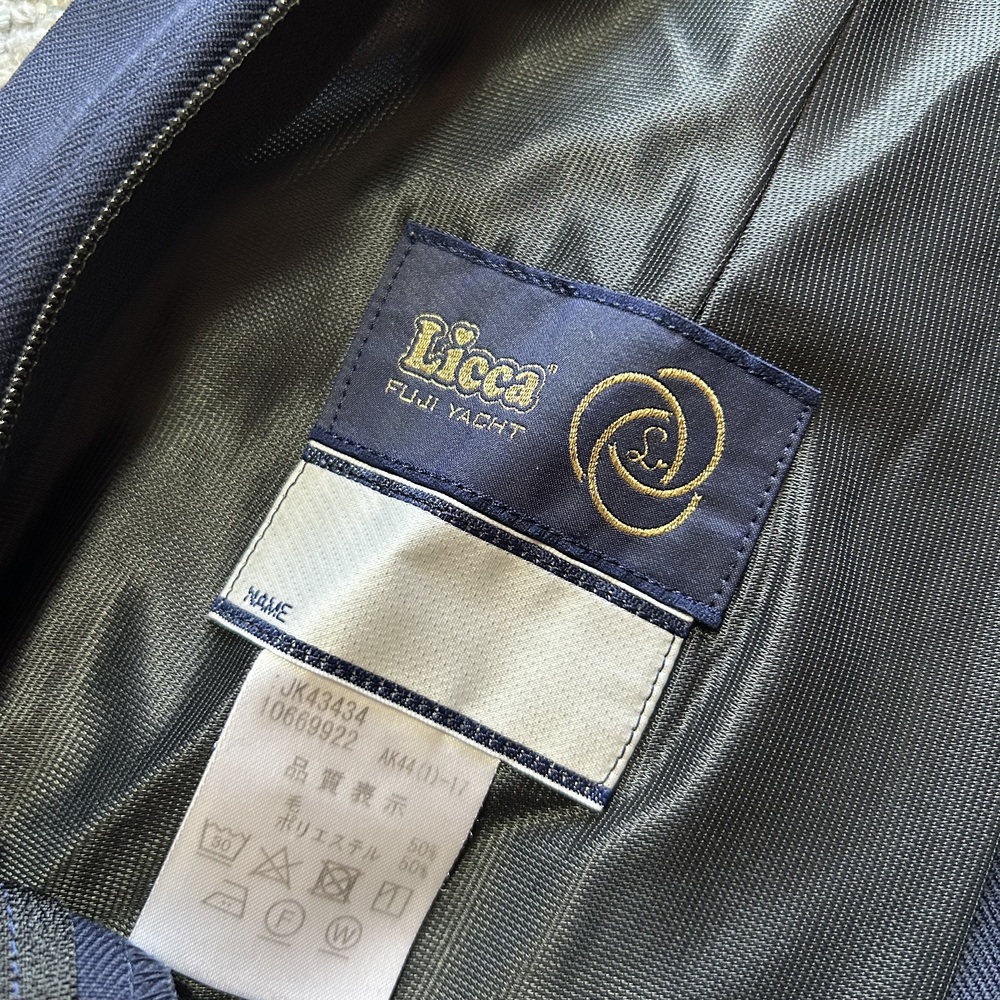 Licca
FUJI YACHT
L
NAME
JK43434
10669922
AK44(1)-17
品質表示
毛 50%
ポリエステル 50%
30
F
W